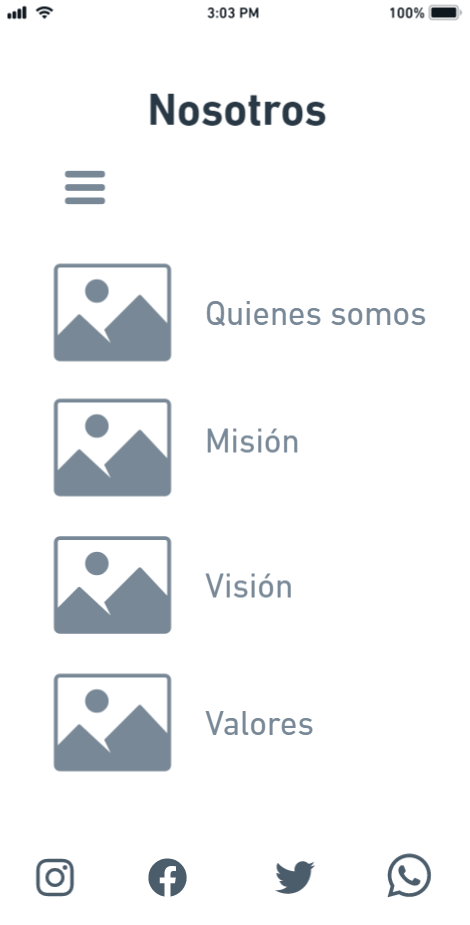 3:03 PM
100%
Nosotros
Quienes somos
Misión
Visión
Valores